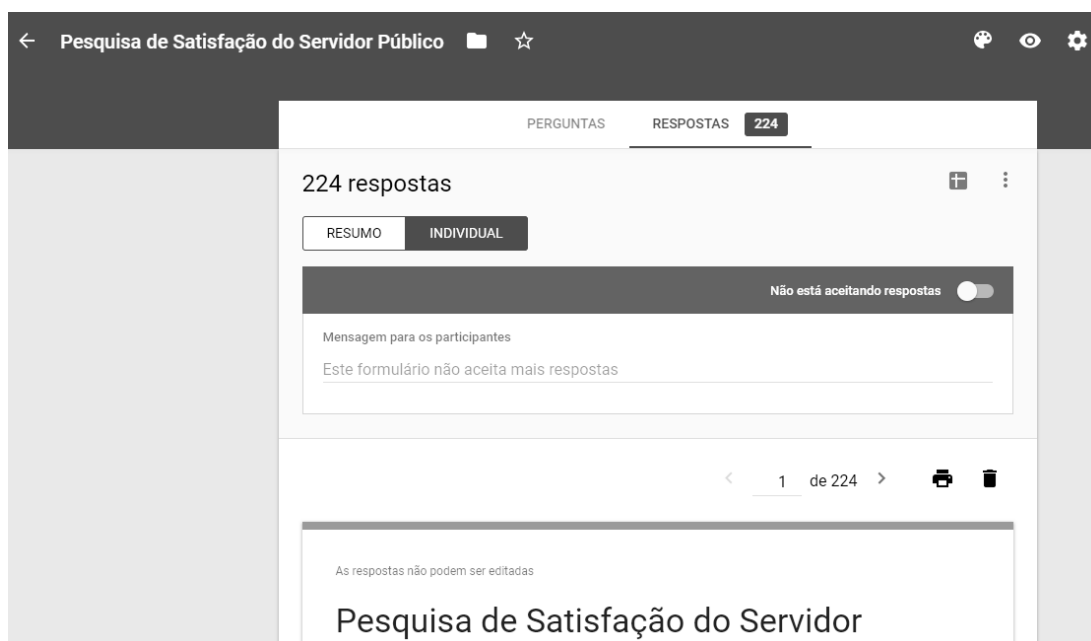 Pesquisa de Satisfação do Servidor Público
PERGUNTAS RESPOSTAS 224
224 respostas
RESUMO INDIVIDUAL
Não está aceitando respostas
Mensagem para os participantes
Este formulário não aceita mais respostas
1 de 224
As respostas não podem ser editadas
Pesquisa de Satisfação do Servidor